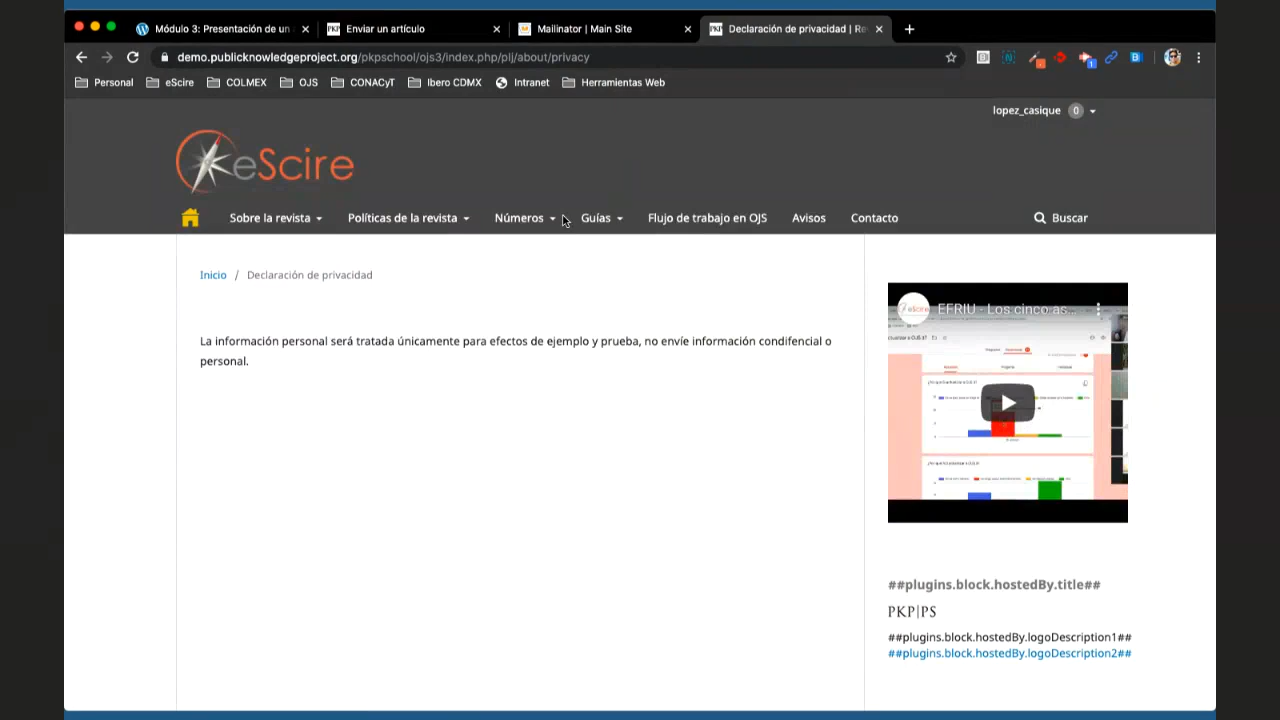 Módulo 3: Presentación de un
Enviar un artículo
Mailinator | Main Site
Declaración de privacidad | Re
demo.publicknowledgeproject.org/pkpschool/ojs3/index.php/plj/about/privacy
Personal
eScire
COLMEX
OJS
CONACyT
Ibero CDMX
Intranet
Herramientas Web
lopez_casique 0
eScire
Sobre la revista
Políticas de la revista
Números
Guías
Flujo de trabajo en OJS
Avisos
Contacto
Buscar
Inicio / Declaración de privacidad
La información personal será tratada únicamente para efectos de ejemplo y prueba, no envíe información condifencial o
personal.
EFRIU - Los cinco as...
##plugins.block.hostedBy.title##
PKP|PS
##plugins.block.hostedBy.logoDescription1##
##plugins.block.hostedBy.logoDescription2##